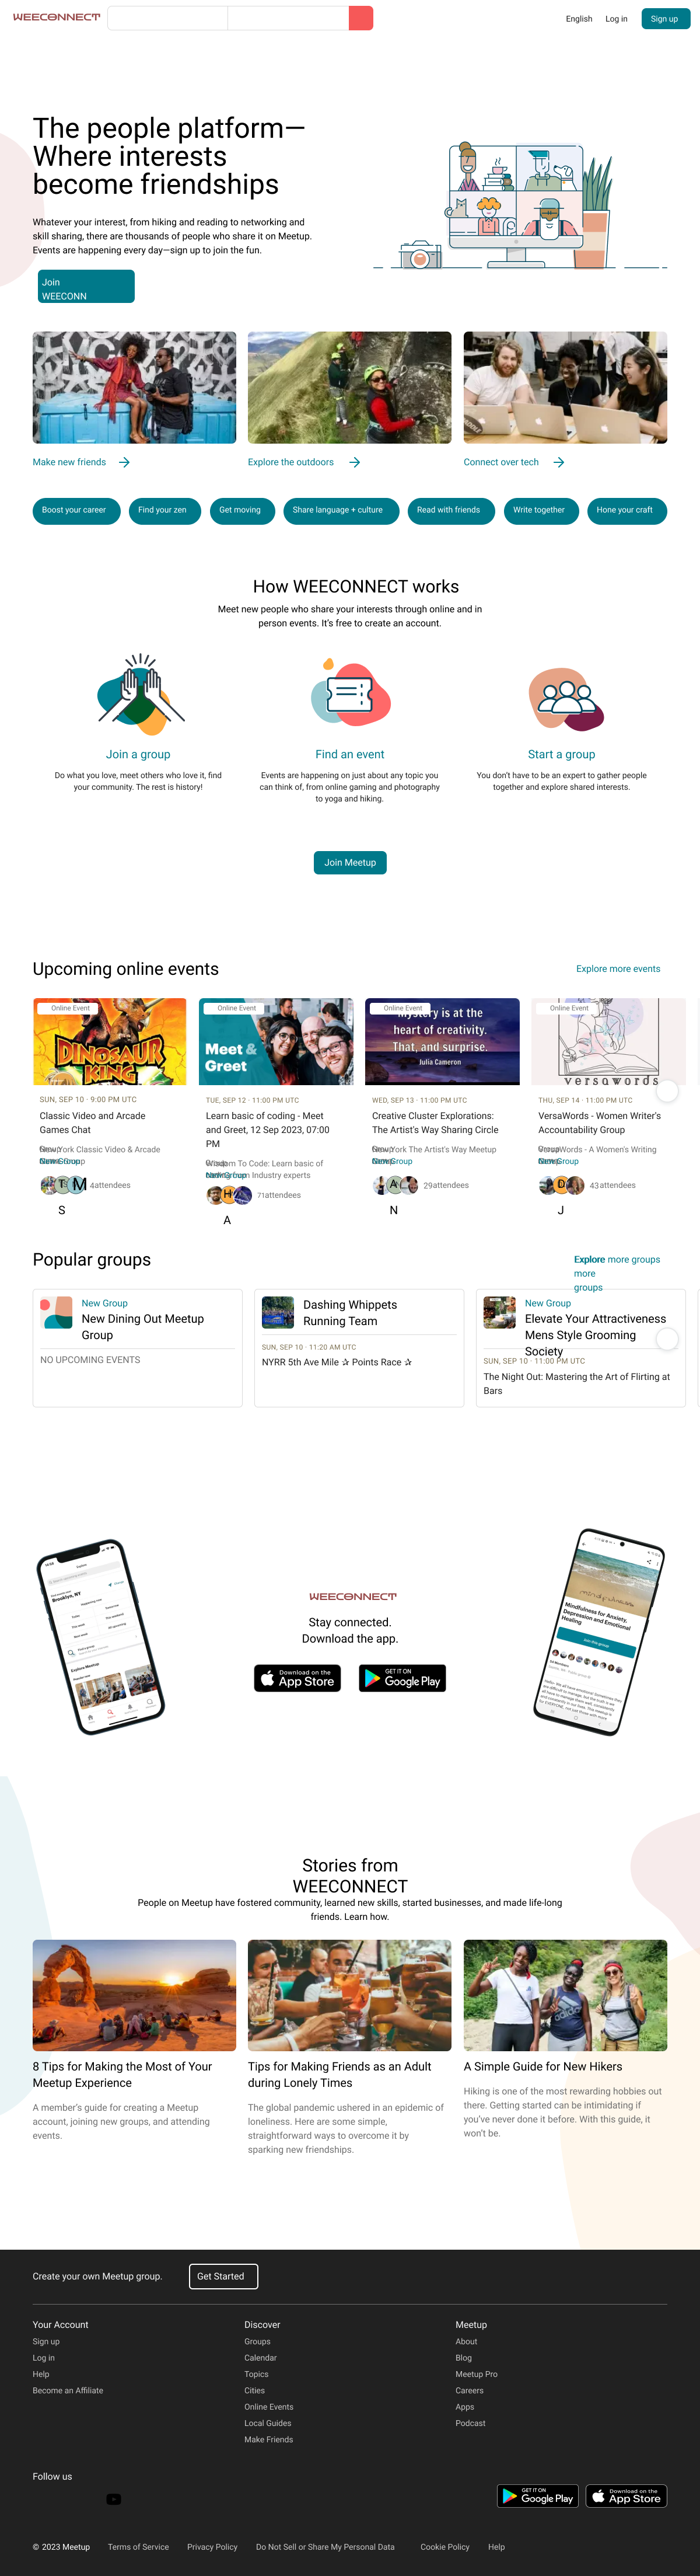 WEECONNECT
English
Log in
Sign up
The people platform—
Where interests
become friendships
Whatever your interest, from hiking and reading to networking and
skill sharing, there are thousands of people who share it on Meetup.
Events are happening every day—sign up to join the fun.
Join
WEECONN
Make new friends
Explore the outdoors
Connect over tech
Boost your career
Find your zen
Get moving
Share language + culture
Read with friends
Write together
Hone your craft
How WEECONNECT works
Meet new people who share your interests through online and in
person events. It's free to create an account.
Join a group
Do what you love, meet others who love it, find
your community. The rest is history!
Find an event
Events are happening on just about any topic you
can think of, from online gaming and photography
to yoga and hiking.
Start a group
You don't have to be an expert to gather people
together and explore shared interests.
Join Meetup
Upcoming online events
Explore more events
Online Event
DINOSAUR
KING
SUN, SEP 10 · 9:00 PM UTC
Classic Video and Arcade
Games Chat
New York Classic Video & Arcade
T
M
4attendees
S
Online Event
Meet &
Greet
TUE, SEP 12 · 11:00 PM UTC
Learn basic of coding - Meet
and Greet, 12 Sep 2023, 07:00
PM
Wisdom To Code: Learn basic of
coding from Industry experts
H
71attendees
A
Online Event
Mystery is at the
heart of creativity.
That, and surprise.
Julia Cameron
WED, SEP 13 · 11:00 PM UTC
Creative Cluster Explorations:
The Artist's Way Sharing Circle
New York The Artist's Way Meetup
New Group
A
L
29attendees
N
Online Event
versawords
THU, SEP 14 · 11:00 PM UTC
VersaWords - Women Writer's
Accountability Group
VersaWords - A Women's Writing
New Group
D
43attendees
J
Popular groups
Explore more groups
more
groups
New Group
New Dining Out Meetup
Group
NO UPCOMING EVENTS
Dashing Whippets
Running Team
SUN, SEP 10 · 11:20 AM UTC
NYRR 5th Ave Mile ✰ Points Race ✰
New Group
Elevate Your Attractiveness
Mens Style Grooming
Society
SUN, SEP 10 · 11:00 PM UTC
The Night Out: Mastering the Art of Flirting at
Bars
Brooklyn, NY
Explore Meetup
WEECONNECT
Stay connected.
Download the app.
Download on the
App Store
GET IT ON
Google Play
mindfulness
Mindfulness for Anxiety,
Depression and Emotional
Healing
Join this group
Stories from
WEECONNECT
People on Meetup have fostered community, learned new skills, started businesses, and made life-long
friends. Learn how.
adidas
8 Tips for Making the Most of Your
Meetup Experience
A member's guide for creating a Meetup
account, joining new groups, and attending
events.
Tips for Making Friends as an Adult
during Lonely Times
The global pandemic ushered in an epidemic of
loneliness. Here are some simple,
straightforward ways to overcome it by
sparking new friendships.
A Simple Guide for New Hikers
Hiking is one of the most rewarding hobbies out
there. Getting started can be intimidating if
you've never done it before. With this guide, it
won't be.
Create your own Meetup group.
Get Started
Your Account
Sign up
Log in
Help
Become an Affiliate
Discover
Groups
Calendar
Topics
Cities
Online Events
Local Guides
Make Friends
Meetup
About
Blog
Meetup Pro
Careers
Apps
Podcast
Follow us
GET IT ON
Google Play
Download on the
App Store
© 2023 Meetup
Terms of Service
Privacy Policy
Do Not Sell or Share My Personal Data
Cookie Policy
Help